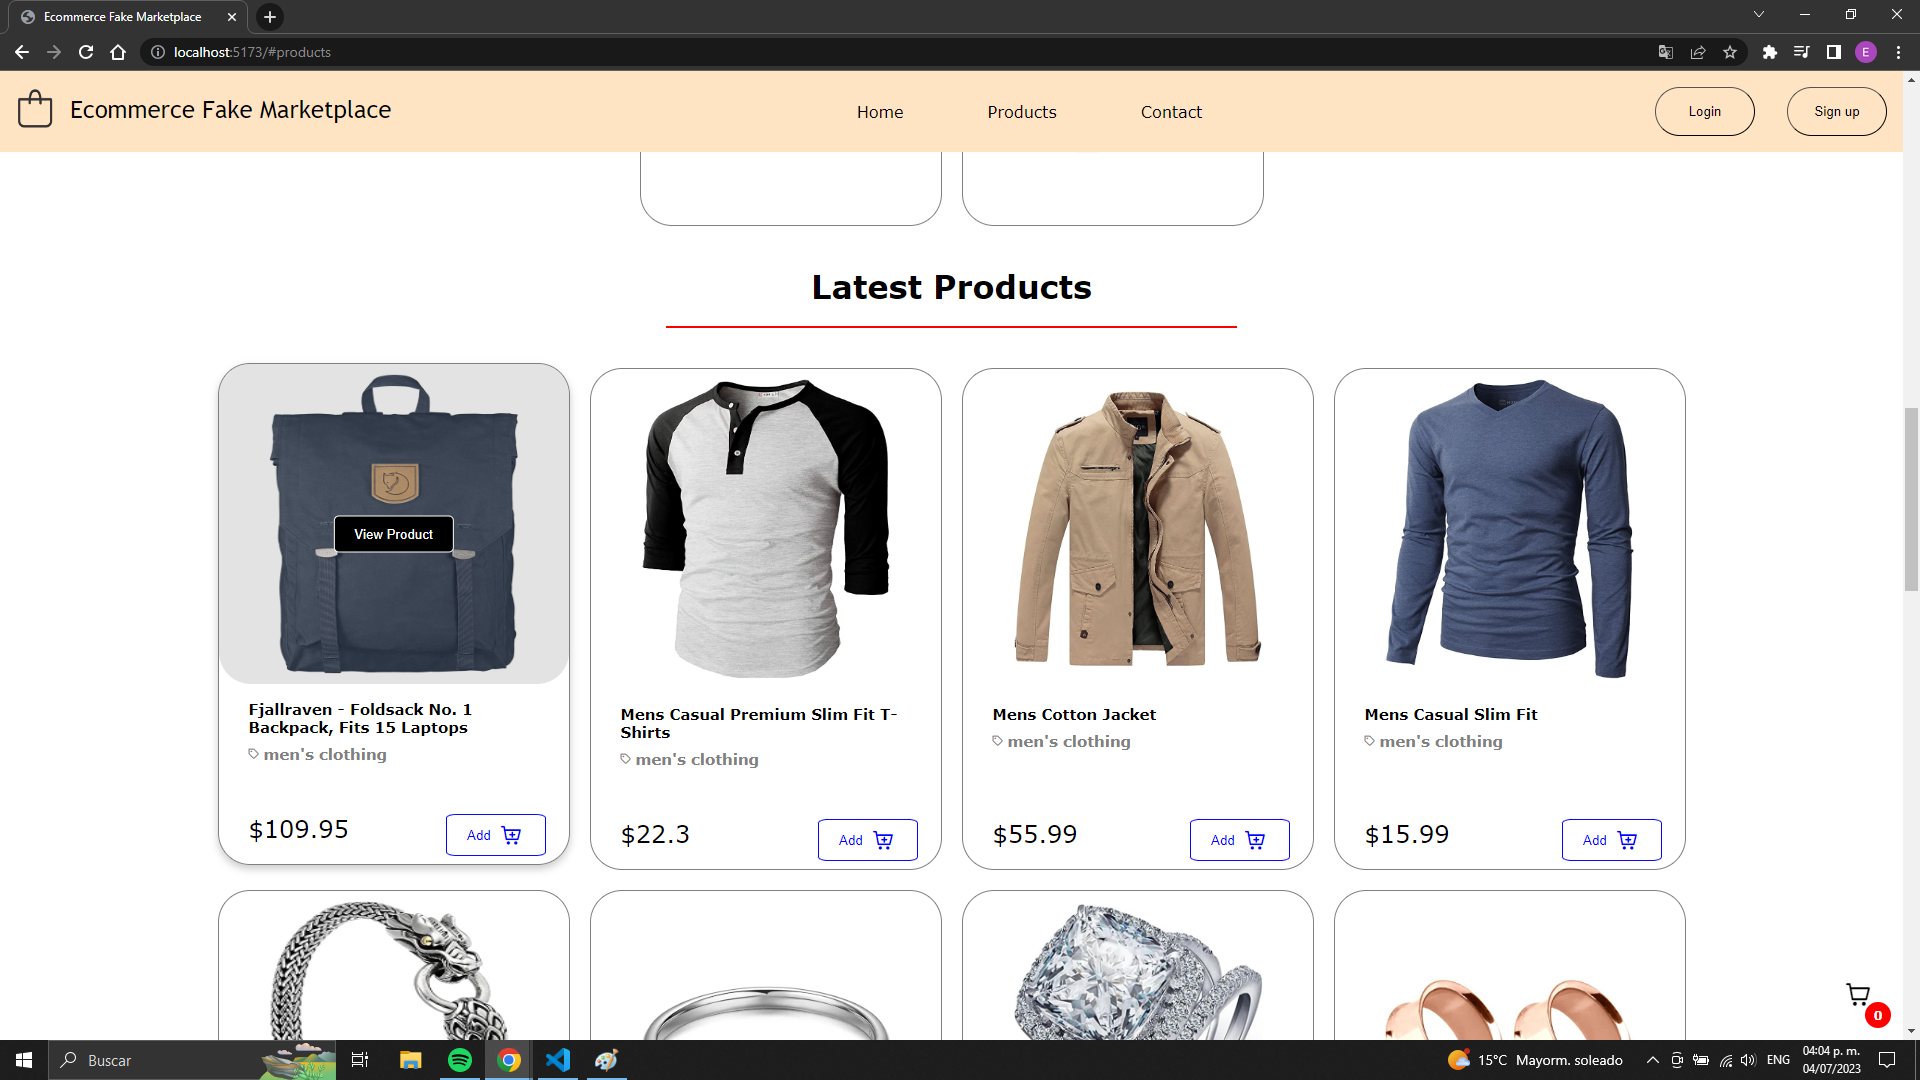 Ecommerce Fake Marketplace
localhost:5173/#products
E
Ecommerce Fake Marketplace
Home
Products
Contact
Login
Sign up
Latest Products
View Product
Fjallraven - Foldsack No. 1
Backpack, Fits 15 Laptops
men's clothing
$109.95
Add
Mens Casual Premium Slim Fit T-
Shirts
men's clothing
$22.3
Add
Mens Cotton Jacket
men's clothing
$55.99
Add
Mens Casual Slim Fit
men's clothing
$15.99
Add
0
Buscar
15°C Mayorm. soleado
ENG
04:04 p. m.
04/07/2023